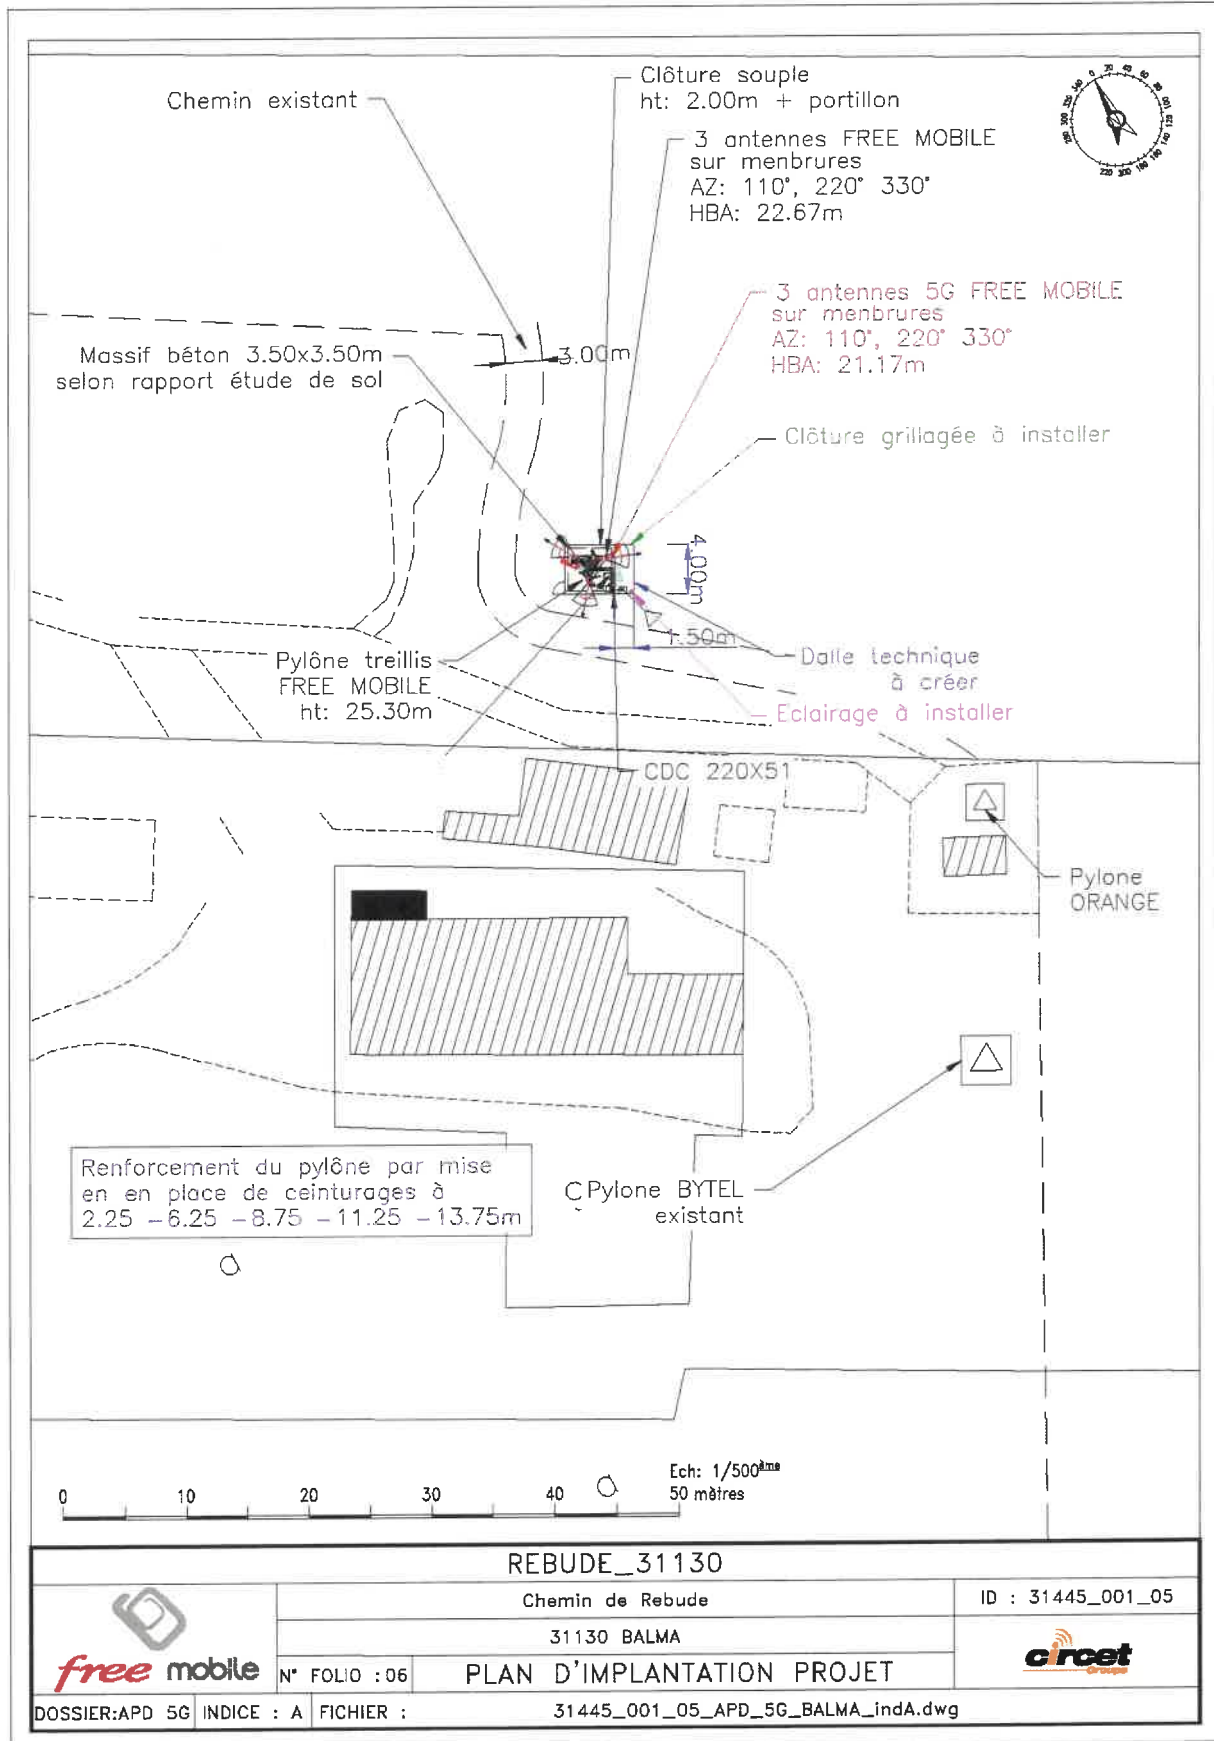 Chemin existant
Clôture souple
ht: 2.00m + portillon
3 antennes FREE MOBILE
sur menbrures
AZ: 110°, 220° 330°
HBA: 22.67m
3 antennes 5G FREE MOBILE
sur menbrures
AZ: 110°, 220° 330°
HBA: 21.17m
Massif béton 3.50x3.50m
selon rapport étude de sol
3.00m
Clôture grillagée à installer
4.00m
1.50m
Pylône treillis
FREE MOBILE
ht: 25.30m
Dalle technique
à créer
Eclairage à installer
CDC 220X51
Pylone
ORANGE
Renforcement du pylône par mise
en en place de ceinturages à
2.25 -6.25 -8.75 -11.25 -13.75m
Pylone BYTEL
existant
Ech: 1/500ème
0 10 20 30 40 50 mètres
REBUDE_31130
Chemin de Rebude
ID : 31445_001_05
31130 BALMA
free mobile
circet
Groupe
N° FOLIO : 06
PLAN D'IMPLANTATION PROJET
DOSSIER:APD 5G
INDICE : A
FICHIER :
31445_001_05_APD_5G_BALMA_indA.dwg